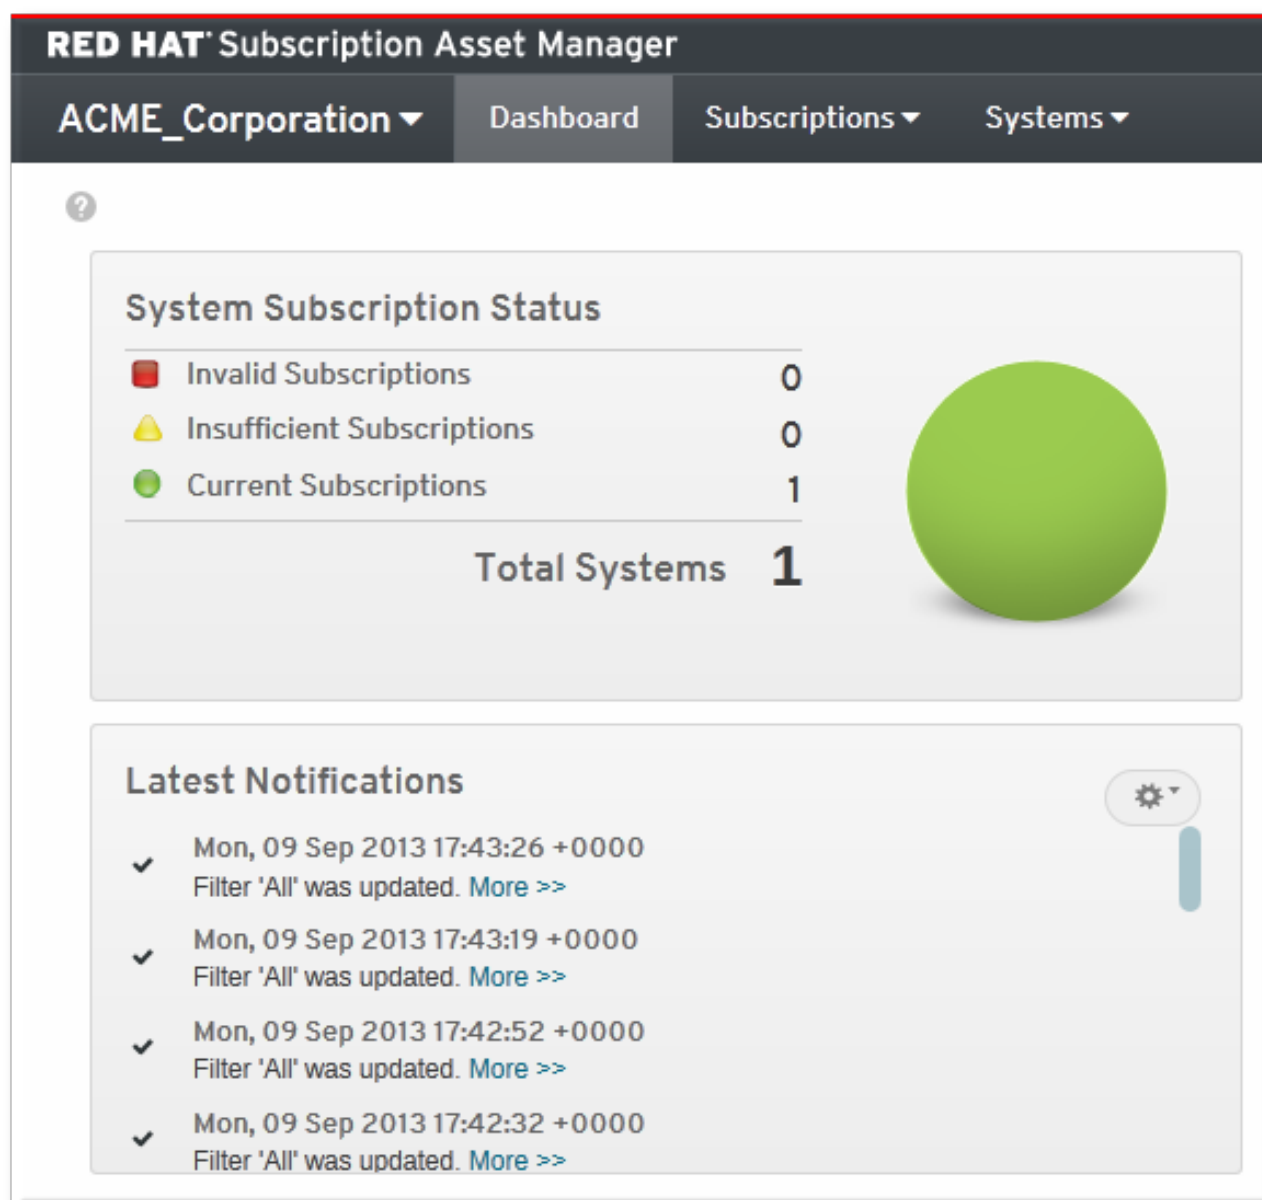 RED HAT Subscription Asset Manager
ACME_Corporation Dashboard Subscriptions Systems
?
System Subscription Status
Invalid Subscriptions 0
Insufficient Subscriptions 0
Current Subscriptions 1
Total Systems 1
Latest Notifications
Mon, 09 Sep 2013 17:43:26 +0000
Filter 'All' was updated. More >>
Mon, 09 Sep 2013 17:43:19 +0000
Filter 'All' was updated. More >>
Mon, 09 Sep 2013 17:42:52 +0000
Filter 'All' was updated. More >>
Mon, 09 Sep 2013 17:42:32 +0000
Filter 'All' was updated. More >>